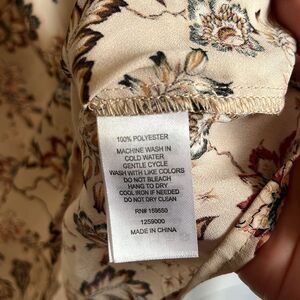 100% POLYESTER
MACHINE WASH IN
COLD WATER
GENTLE CYCLE
WASH WITH LIKE COLORS
DO NOT BLEACH
HANG TO DRY
COOL IRON IF NEEDED
DO NOT DRY CLEAN
RN# 159550
1259000
MADE IN CHINA